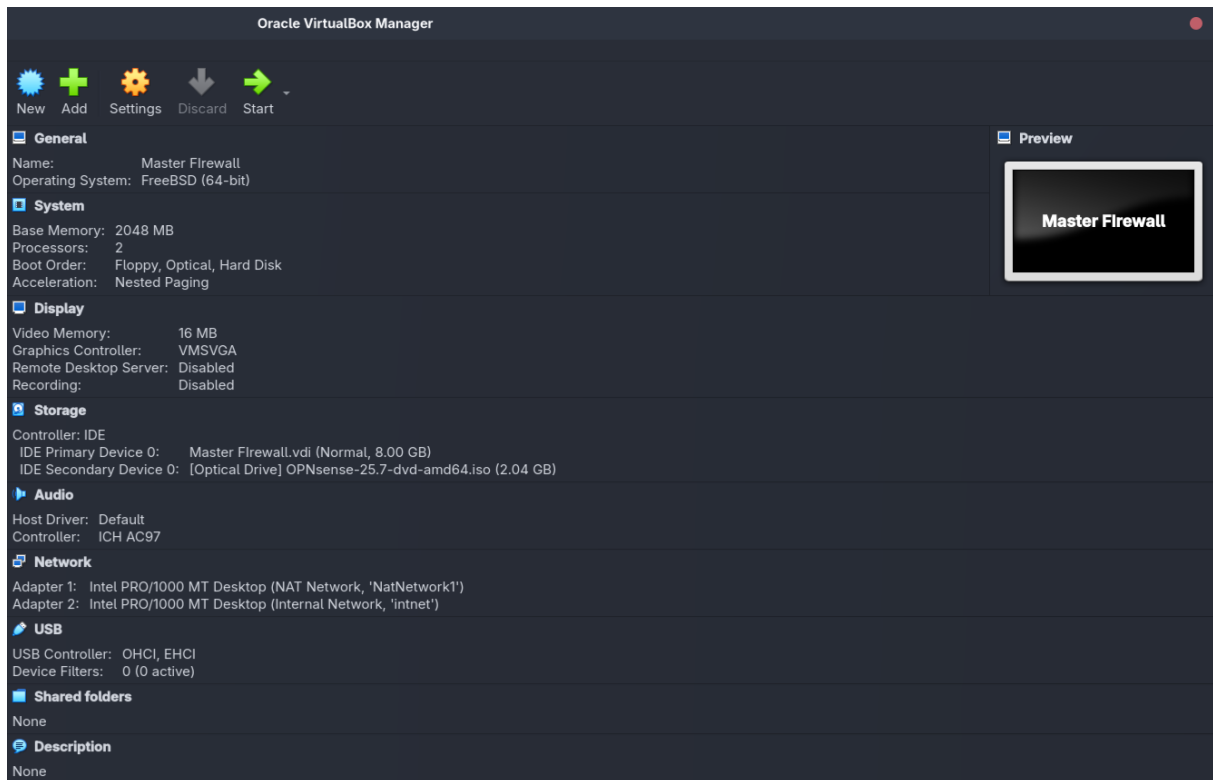 Oracle VirtualBox Manager
New Add Settings Discard Start
General
Name: Master FIrewall
Operating System: FreeBSD (64-bit)
Preview
Master FIrewall
System
Base Memory: 2048 MB
Processors: 2
Boot Order: Floppy, Optical, Hard Disk
Acceleration: Nested Paging
Display
Video Memory: 16 MB
Graphics Controller: VMSVGA
Remote Desktop Server: Disabled
Recording: Disabled
Storage
Controller: IDE
IDE Primary Device 0: Master FIrewall.vdi (Normal, 8.00 GB)
IDE Secondary Device 0: [Optical Drive] OPNsense-25.7-dvd-amd64.iso (2.04 GB)
Audio
Host Driver: Default
Controller: ICH AC97
Network
Adapter 1: Intel PRO/1000 MT Desktop (NAT Network, 'NatNetwork1')
Adapter 2: Intel PRO/1000 MT Desktop (Internal Network, 'intnet')
USB
USB Controller: OHCI, EHCI
Device Filters: 0 (0 active)
Shared folders
None
Description
None